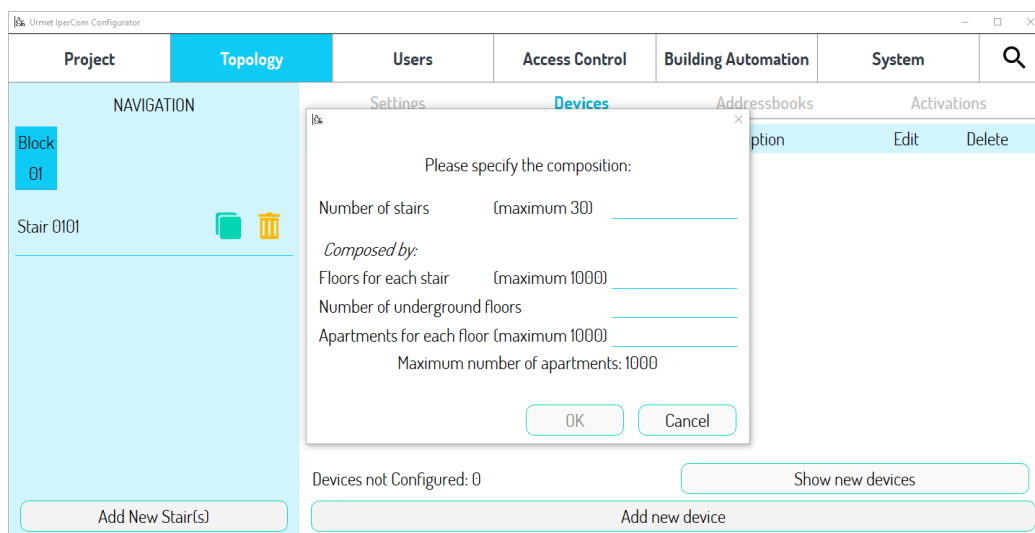 Urmet IperCom Configurator
Project Topology Users Access Control Building Automation System
NAVIGATION
Settings Devices Addressbooks Activations
Block
01
ption Edit Delete
Please specify the composition:
Stair 0101
Number of stairs (maximum 30)
Composed by:
Floors for each stair (maximum 1000)
Number of underground floors
Apartments for each floor (maximum 1000)
Maximum number of apartments: 1000
OK Cancel
Devices not Configured: 0 Show new devices
Add New Stair(s) Add new device